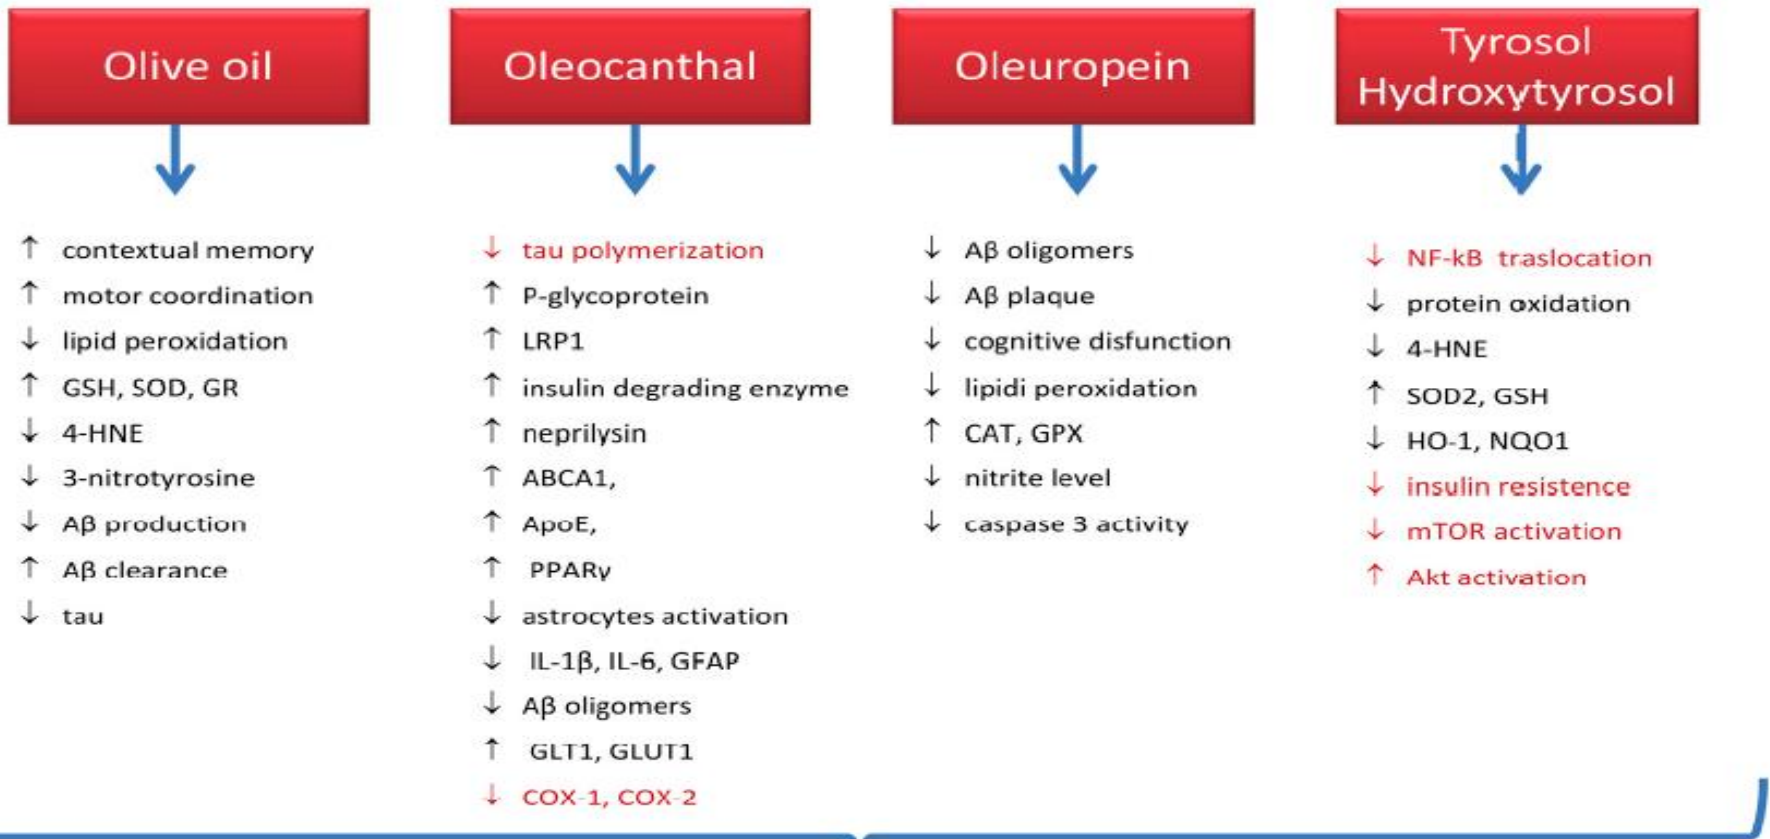 Olive oil
↑ contextual memory
↑ motor coordination
↓ lipid peroxidation
↑ GSH, SOD, GR
↓ 4-HNE
↓ 3-nitrotyrosine
↓ Aβ production
↑ Aβ clearance
↓ tau
Oleocanthal
↓ tau polymerization
↑ P-glycoprotein
↑ LRP1
↑ insulin degrading enzyme
↑ neprilysin
↑ ABCA1,
↑ ApoE,
↑ PPARγ
↓ astrocytes activation
↓ IL-1β, IL-6, GFAP
↓ Aβ oligomers
↑ GLT1, GLUT1
↓ COX-1, COX-2
Oleuropein
↓ Aβ oligomers
↓ Aβ plaque
↓ cognitive disfunction
↓ lipidi peroxidation
↑ CAT, GPX
↓ nitrite level
↓ caspase 3 activity
Tyrosol
Hydroxytyrosol
↓ NF-kB traslocation
↓ protein oxidation
↓ 4-HNE
↑ SOD2, GSH
↓ HO-1, NQO1
↓ insulin resistence
↓ mTOR activation
↑ Akt activation